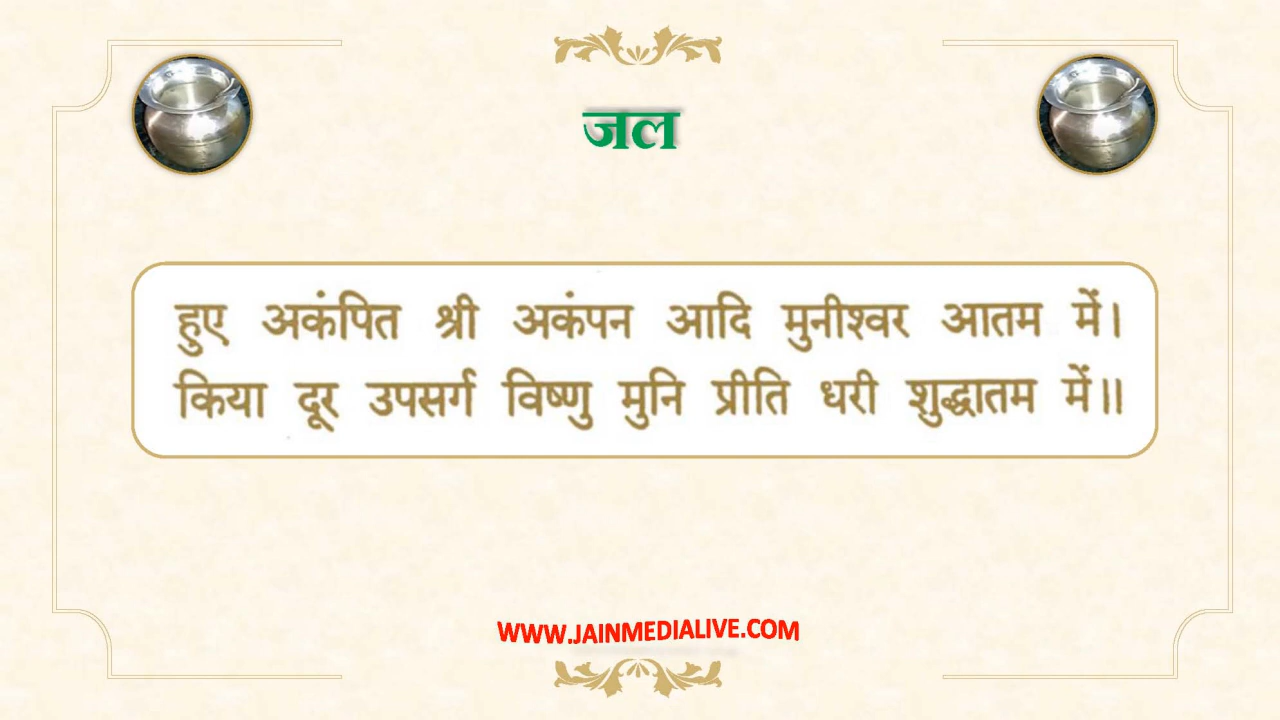 जल
हुए अकंपित श्री अकंपन आदि मुनीश्वर आतम में।
किया दूर उपसर्ग विष्णु मुनि प्रीति धरी शुद्धातम में॥
WWW.JAINMEDIALIVE.COM